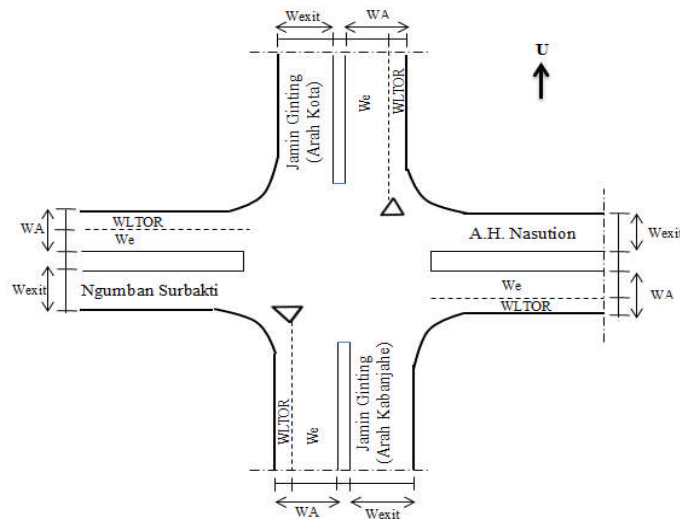 Wexit
WA
U
Jamin Ginting
(Arah Kota)
We
WLTOR
WA
WLTOR
We
A.H. Nasution
Wexit
Wexit
Ngumban Surbakti
We
WLTOR
WA
WLTOR
We
Jamin Ginting
(Arah Kabanjahe)
WA
Wexit